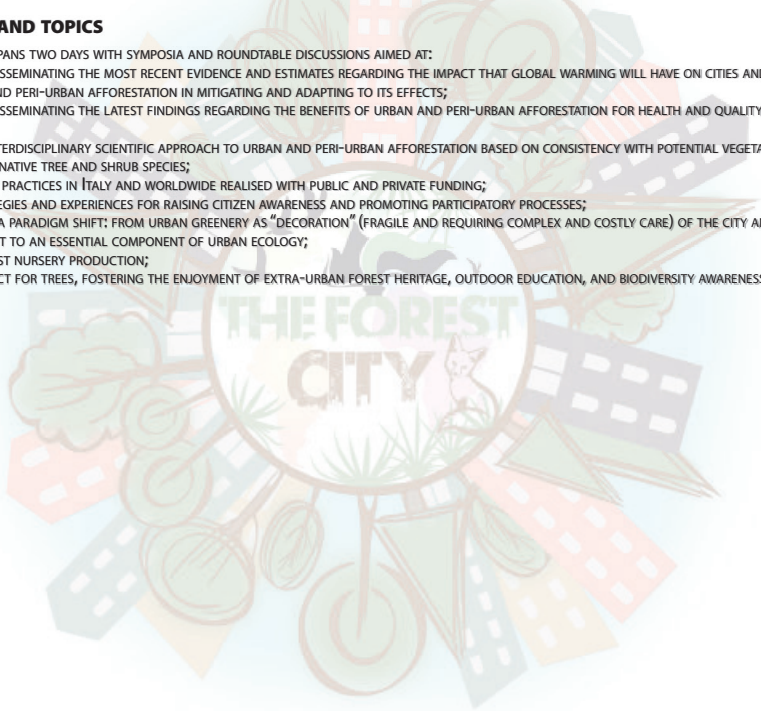 AND TOPICS
PANS TWO DAYS WITH SYMPOSIA AND ROUNDTABLE DISCUSSIONS AIMED AT:
SSEMINATING THE MOST RECENT EVIDENCE AND ESTIMATES REGARDING THE IMPACT THAT GLOBAL WARMING WILL HAVE ON CITIES AND
ND PERI-URBAN AFFORESTATION IN MITIGATING AND ADAPTING TO ITS EFFECTS;
SSEMINATING THE LATEST FINDINGS REGARDING THE BENEFITS OF URBAN AND PERI-URBAN AFFORESTATION FOR HEALTH AND QUALITY
TERDISCIPLINARY SCIENTIFIC APPROACH TO URBAN AND PERI-URBAN AFFORESTATION BASED ON CONSISTENCY WITH POTENTIAL VEGETA
NATIVE TREE AND SHRUB SPECIES;
PRACTICES IN ITALY AND WORLDWIDE REALISED WITH PUBLIC AND PRIVATE FUNDING;
EGIES AND EXPERIENCES FOR RAISING CITIZEN AWARENESS AND PROMOTING PARTICIPATORY PROCESSES;
A PARADIGM SHIFT: FROM URBAN GREENERY AS "DECORATION" (FRAGILE AND REQUIRING COMPLEX AND COSTLY CARE) OF THE CITY A
T TO AN ESSENTIAL COMPONENT OF URBAN ECOLOGY;
ST NURSERY PRODUCTION;
CT FOR TREES, FOSTERING THE ENJOYMENT OF EXTRA-URBAN FOREST HERITAGE, OUTDOOR EDUCATION, AND BIODIVERSITY AWARENESS
THE FOREST
CITY